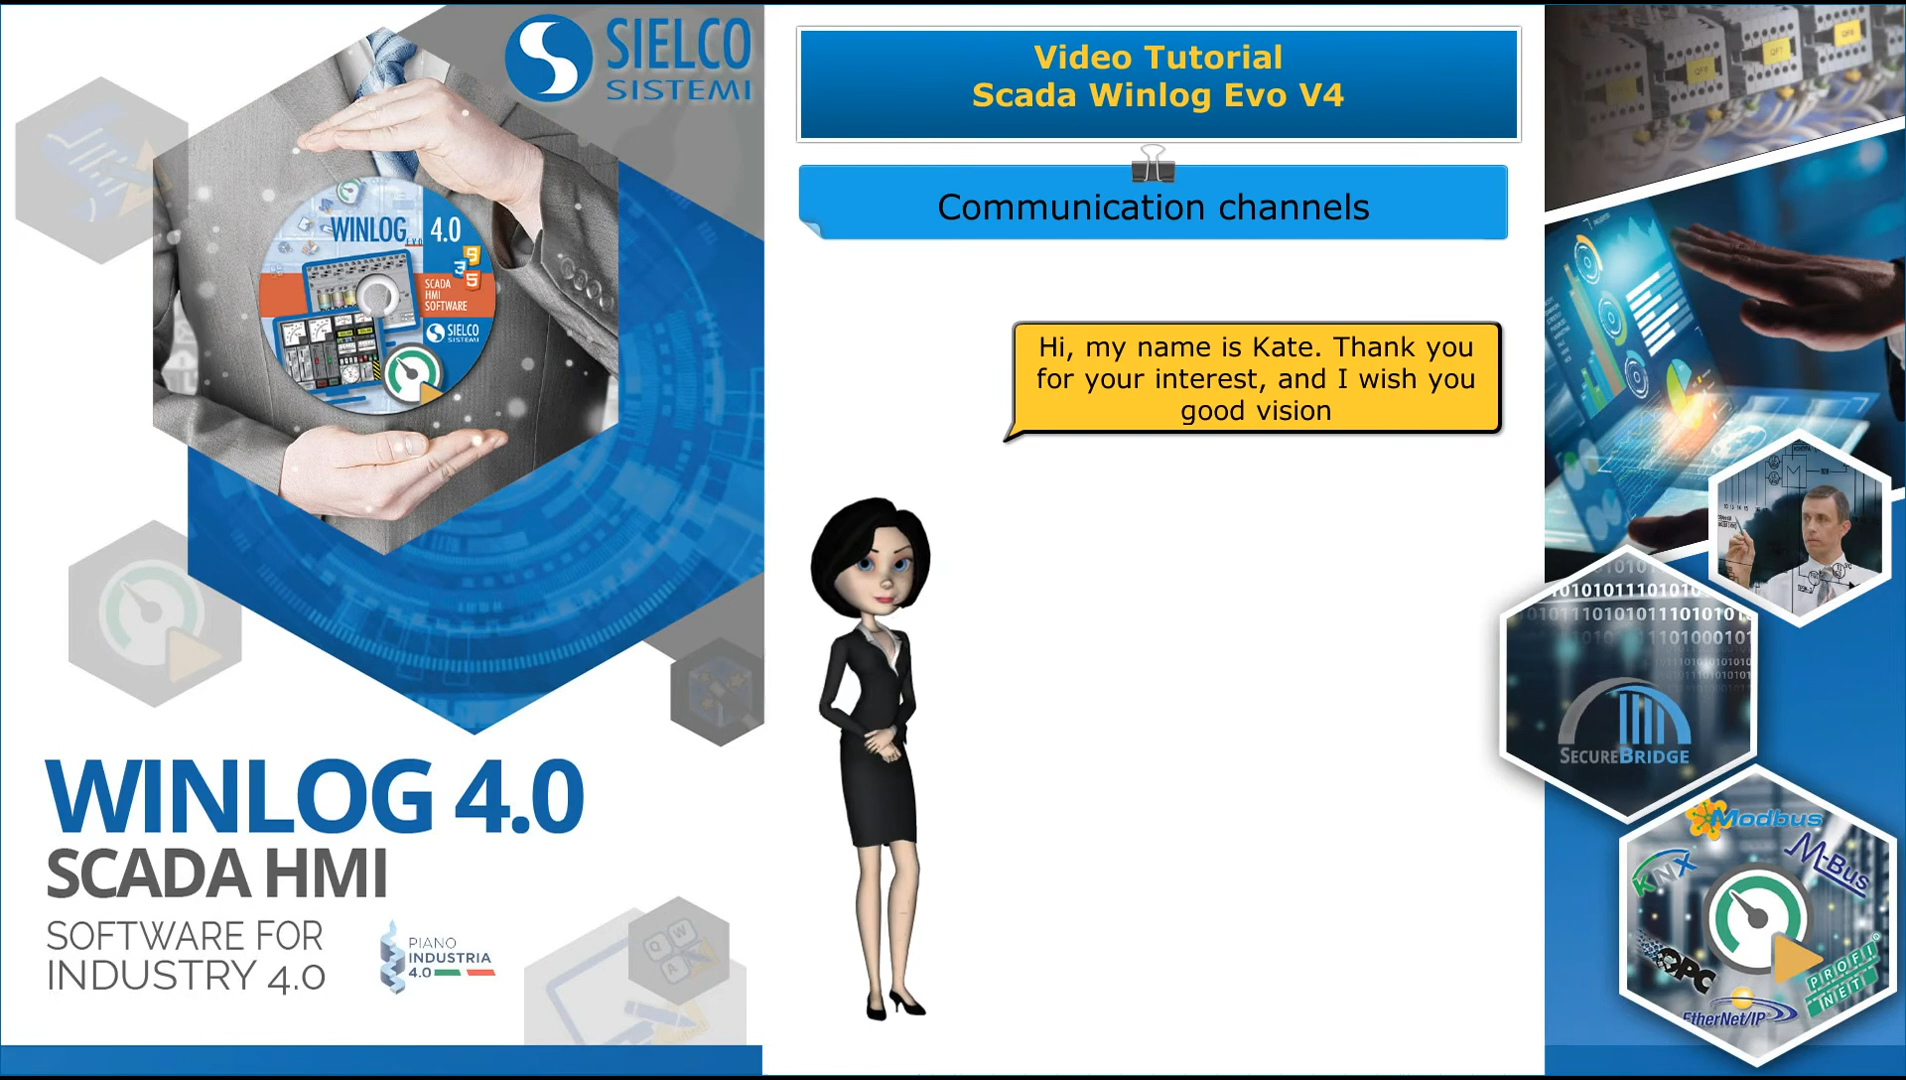 SIELCO
SISTEMI
WINLOG 4.0
EVO
SCADA
HMI
SOFTWARE
SIELCO
SISTEMI
WINLOG 4.0
SCADA HMI
SOFTWARE FOR
INDUSTRY 4.0
PIANO
INDUSTRIA
4.0
Q W
A
Video Tutorial
Scada Winlog Evo V4
Communication channels
Hi, my name is Kate. Thank you
for your interest, and I wish you
good vision
SECUREBRIDGE
Modbus
M-Bus
KNX
OPC
PROFI
NET
EtherNet/IP